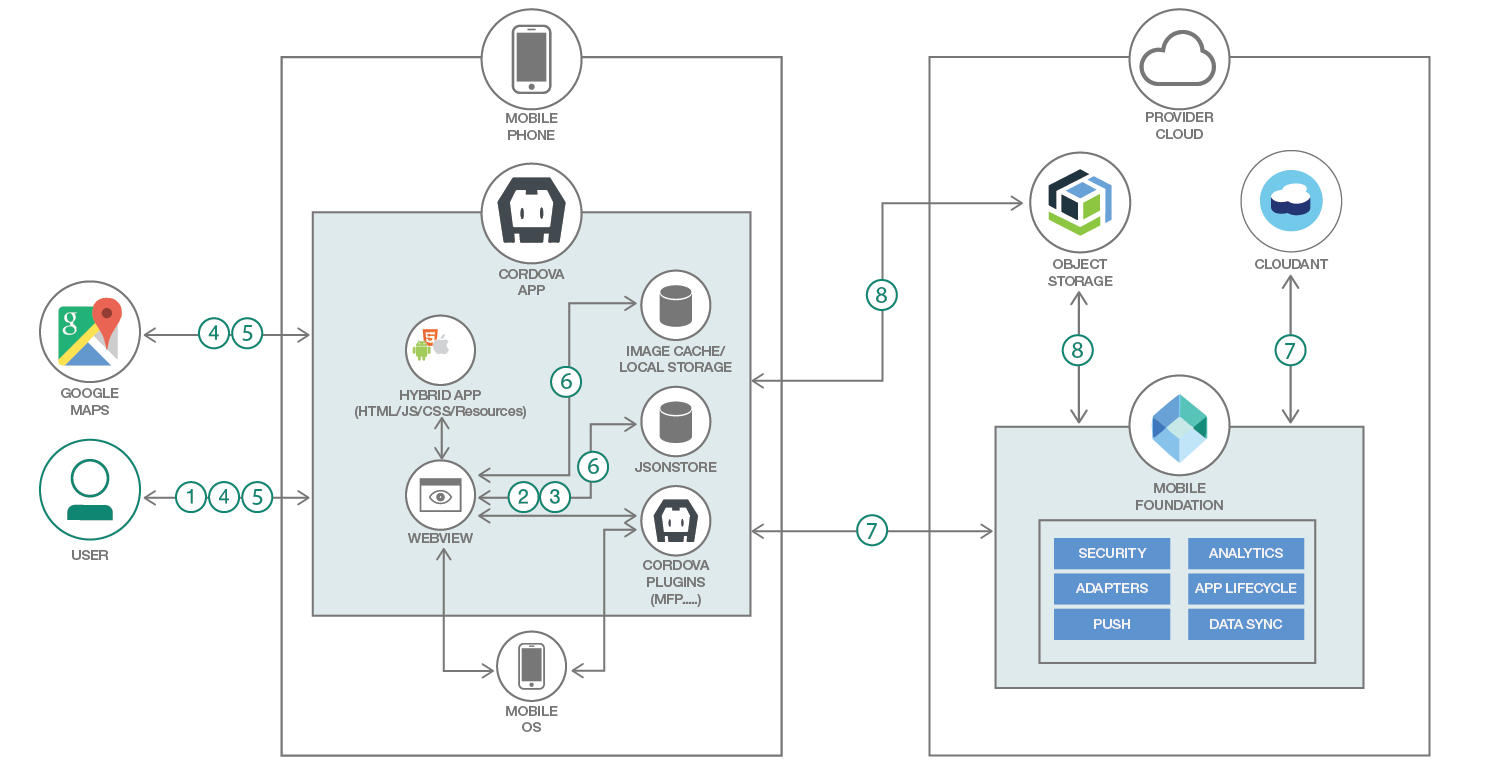 MOBILE
PHONE
PROVIDER
CLOUD
CORDOVA
APP
OBJECT
STORAGE
CLOUDANT
8
g
4
5
GOOGLE
MAPS
5
HYBRID APP
(HTML/JS/CSS/Resources)
IMAGE CACHE/
LOCAL STORAGE
6
8
7
JSONSTORE
6
USER
1
4
5
WEBVIEW
2
3
CORDOVA
PLUGINS
(MFP.....)
7
MOBILE
FOUNDATION
SECURITY
ANALYTICS
ADAPTERS
APP LIFECYCLE
PUSH
DATA SYNC
MOBILE
OS